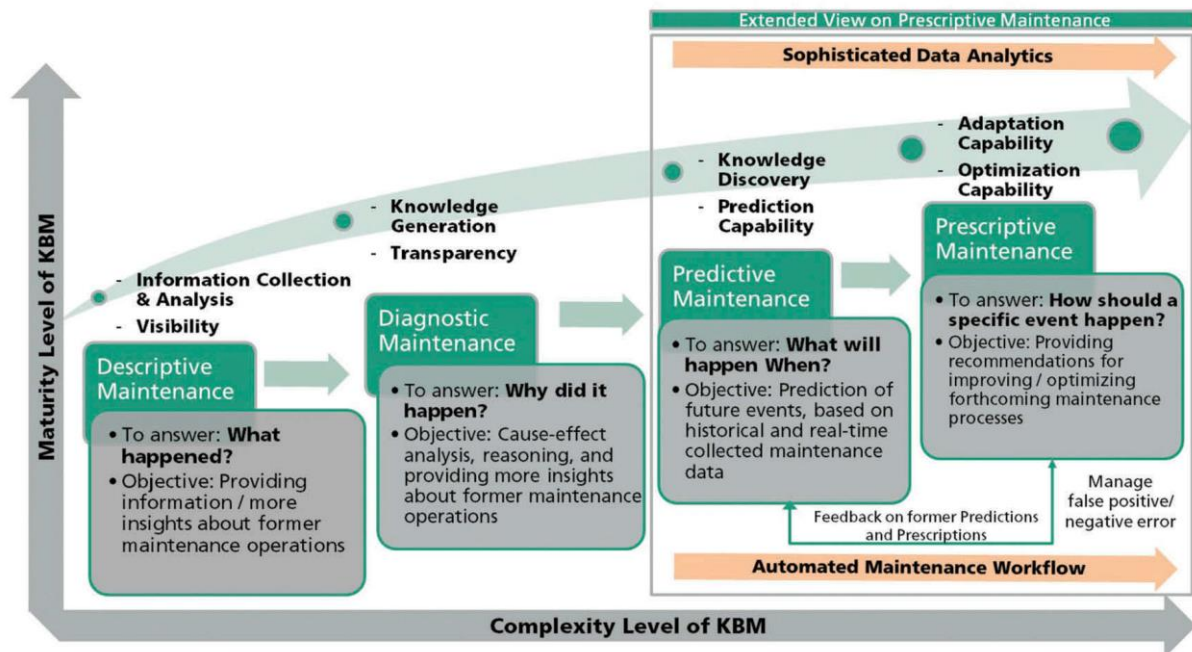 Extended View on Prescriptive Maintenance
Sophisticated Data Analytics
Maturity Level of KBM
- Information Collection
& Analysis
- Visibility
Descriptive
Maintenance
• To answer: What
happened?
• Objective: Providing
information / more
insights about former
maintenance operations
- Knowledge
Generation
- Transparency
Diagnostic
Maintenance
• To answer: Why did it
happen?
• Objective: Cause-effect
analysis, reasoning, and
providing more insights
about former maintenance
operations
- Knowledge
Discovery
- Prediction
Capability
Predictive
Maintenance
• To answer: What will
happen When?
• Objective: Prediction of
future events, based on
historical and real-time
collected maintenance
data
- Adaptation
Capability
- Optimization
Capability
Prescriptive
Maintenance
• To answer: How should a
specific event happen?
• Objective: Providing
recommendations for
improving / optimizing
forthcoming maintenance
processes
Feedback on former Predictions
and Prescriptions
Manage
false positive/
negative error
Automated Maintenance Workflow
Complexity Level of KBM